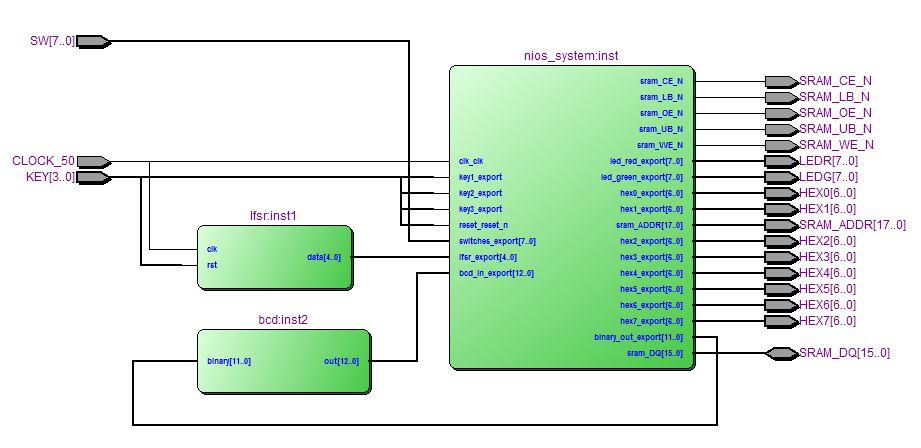 SW[7..0]
CLOCK_50
KEY[3..0]
lfsr:inst1
clk
rst
data[4..0]
bcd:inst2
binary[11..0]
out[12..0]
nios_system:inst
clk_clk
key1_export
key2_export
key3_export
reset_reset_n
switches_export[7..0]
lfsr_export[4..0]
bcd_in_export[12..0]
sram_CE_N
sram_LB_N
sram_OE_N
sram_UB_N
sram_WE_N
led_red_export[7..0]
led_green_export[7..0]
hex0_export[6..0]
hex1_export[6..0]
sram_ADDR[17..0]
hex2_export[6..0]
hex3_export[6..0]
hex4_export[6..0]
hex5_export[6..0]
hex6_export[6..0]
hex7_export[6..0]
binary_out_export[11..0]
sram_DQ[15..0]
SRAM_CE_N
SRAM_LB_N
SRAM_OE_N
SRAM_UB_N
SRAM_WE_N
LEDR[7..0]
LEDG[7..0]
HEX0[6..0]
HEX1[6..0]
SRAM_ADDR[17..0]
HEX2[6..0]
HEX3[6..0]
HEX4[6..0]
HEX5[6..0]
HEX6[6..0]
HEX7[6..0]
SRAM_DQ[15..0]